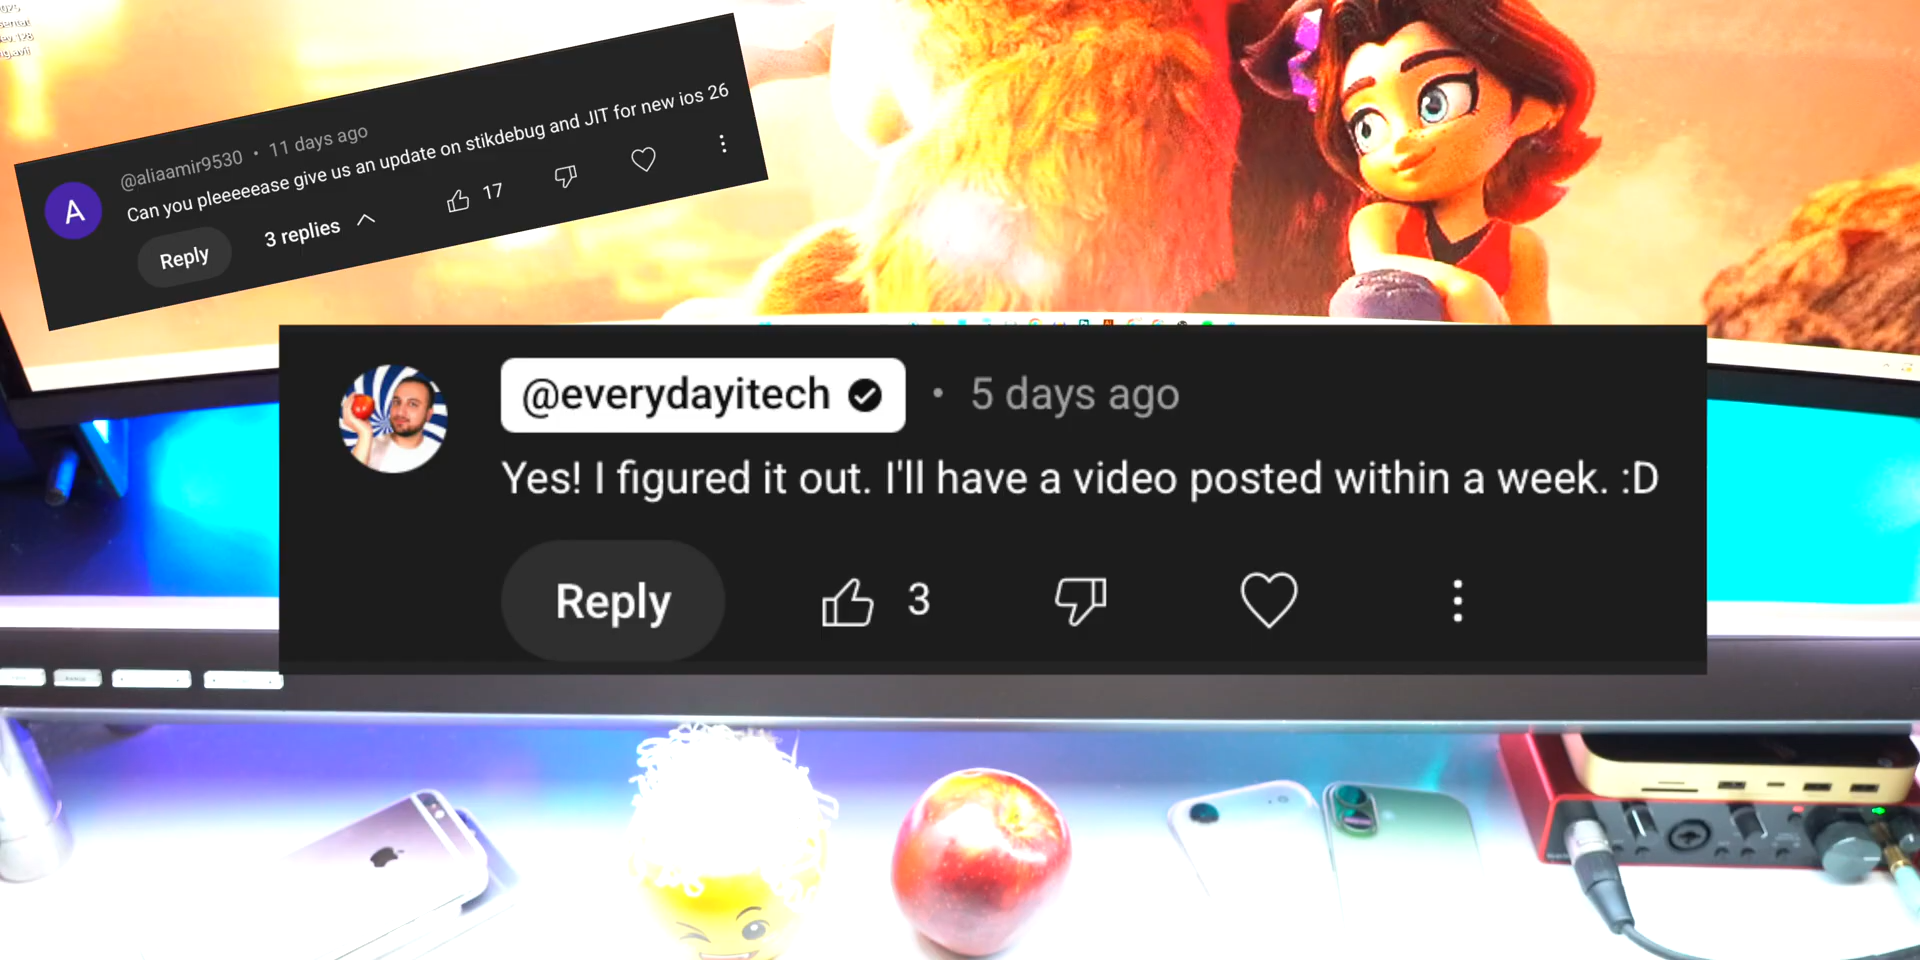 @aliaamir9530 • 11 days ago
Can you pleeeeease give us an update on stikdebug and JIT for new ios 26
A
Reply
3 replies
17
@everydayitech • 5 days ago
Yes! I figured it out. I'll have a video posted within a week. :D
Reply
3